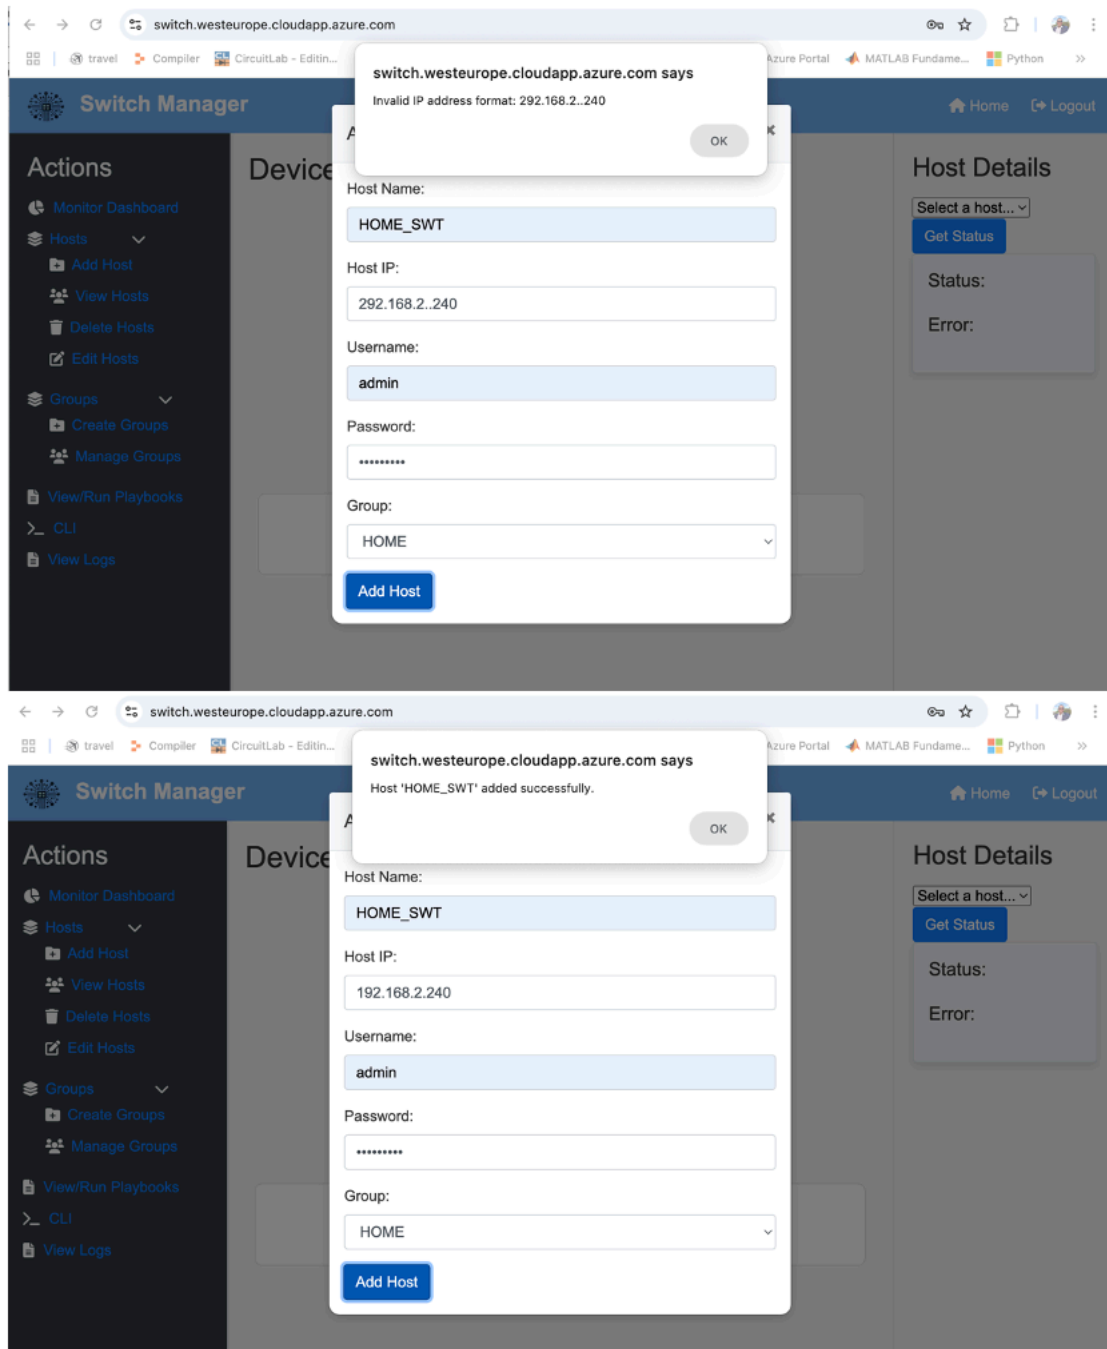 switch.westeurope.cloudapp.azure.com
travel Compiler CircuitLab - Editin... Azure Portal MATLAB Fundame... Python »
switch.westeurope.cloudapp.azure.com says
Invalid IP address format: 292.168.2..240
OK
Switch Manager
Home Logout
Actions
Monitor Dashboard
Hosts
Add Host
View Hosts
Delete Hosts
Edit Hosts
Groups
Create Groups
Manage Groups
View/Run Playbooks
CLI
View Logs
Device
A
Host Name:
HOME_SWT
Host IP:
292.168.2..240
Username:
admin
Password:
•••••••••
Group:
HOME
Add Host
Host Details
Select a host...
Get Status
Status:
Error:
switch.westeurope.cloudapp.azure.com
travel Compiler CircuitLab - Editin... Azure Portal MATLAB Fundame... Python »
switch.westeurope.cloudapp.azure.com says
Host 'HOME_SWT' added successfully.
OK
Switch Manager
Home Logout
Actions
Monitor Dashboard
Hosts
Add Host
View Hosts
Delete Hosts
Edit Hosts
Groups
Create Groups
Manage Groups
View/Run Playbooks
CLI
View Logs
Device
A
Host Name:
HOME_SWT
Host IP:
192.168.2.240
Username:
admin
Password:
•••••••••
Group:
HOME
Add Host
Host Details
Select a host...
Get Status
Status:
Error: